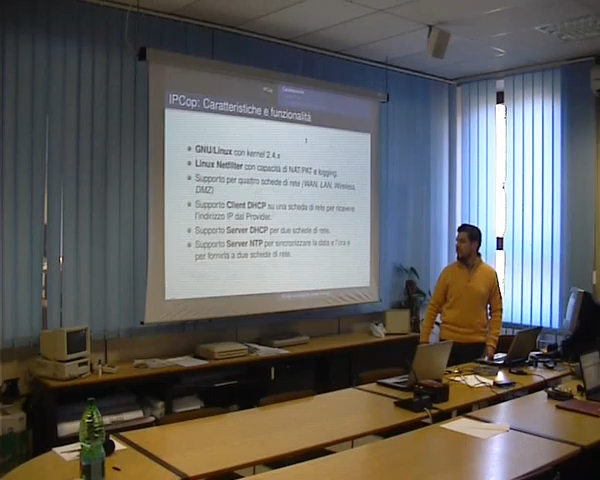 IPCop: Caratteristiche e funzionalità
GNU/Linux con kernel 2.4.x
Linux Netfilter con capacità di NAT/PAT e logging.
Supporto per quattro schede di rete (WAN, LAN, Wireless,
DMZ)
Supporto Client DHCP su una scheda di rete per ricevere
l'indirizzo IP dal Provider.
Supporto Server DHCP per due schede di rete.
Supporto Server NTP per sincronizzare la data e l'ora e
per fornirla a due schede di rete.